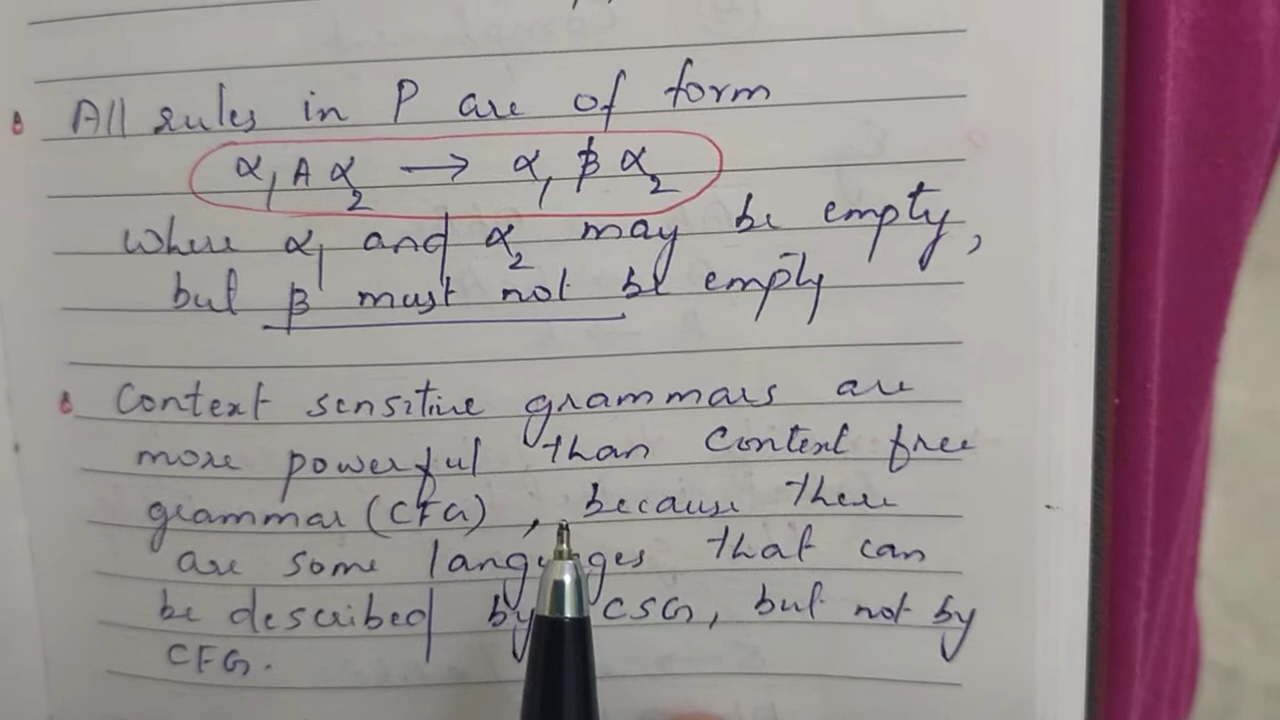 All rules in P are of form
α₁ A α₂ → α₁ β α₂
where α₁ and α₂ may be empty,
but β must not be empty
Context sensitive grammars are
more powerful than Context free
grammar (CFG), because there
are some languages that can
be described by CSG, but not by
CFG.